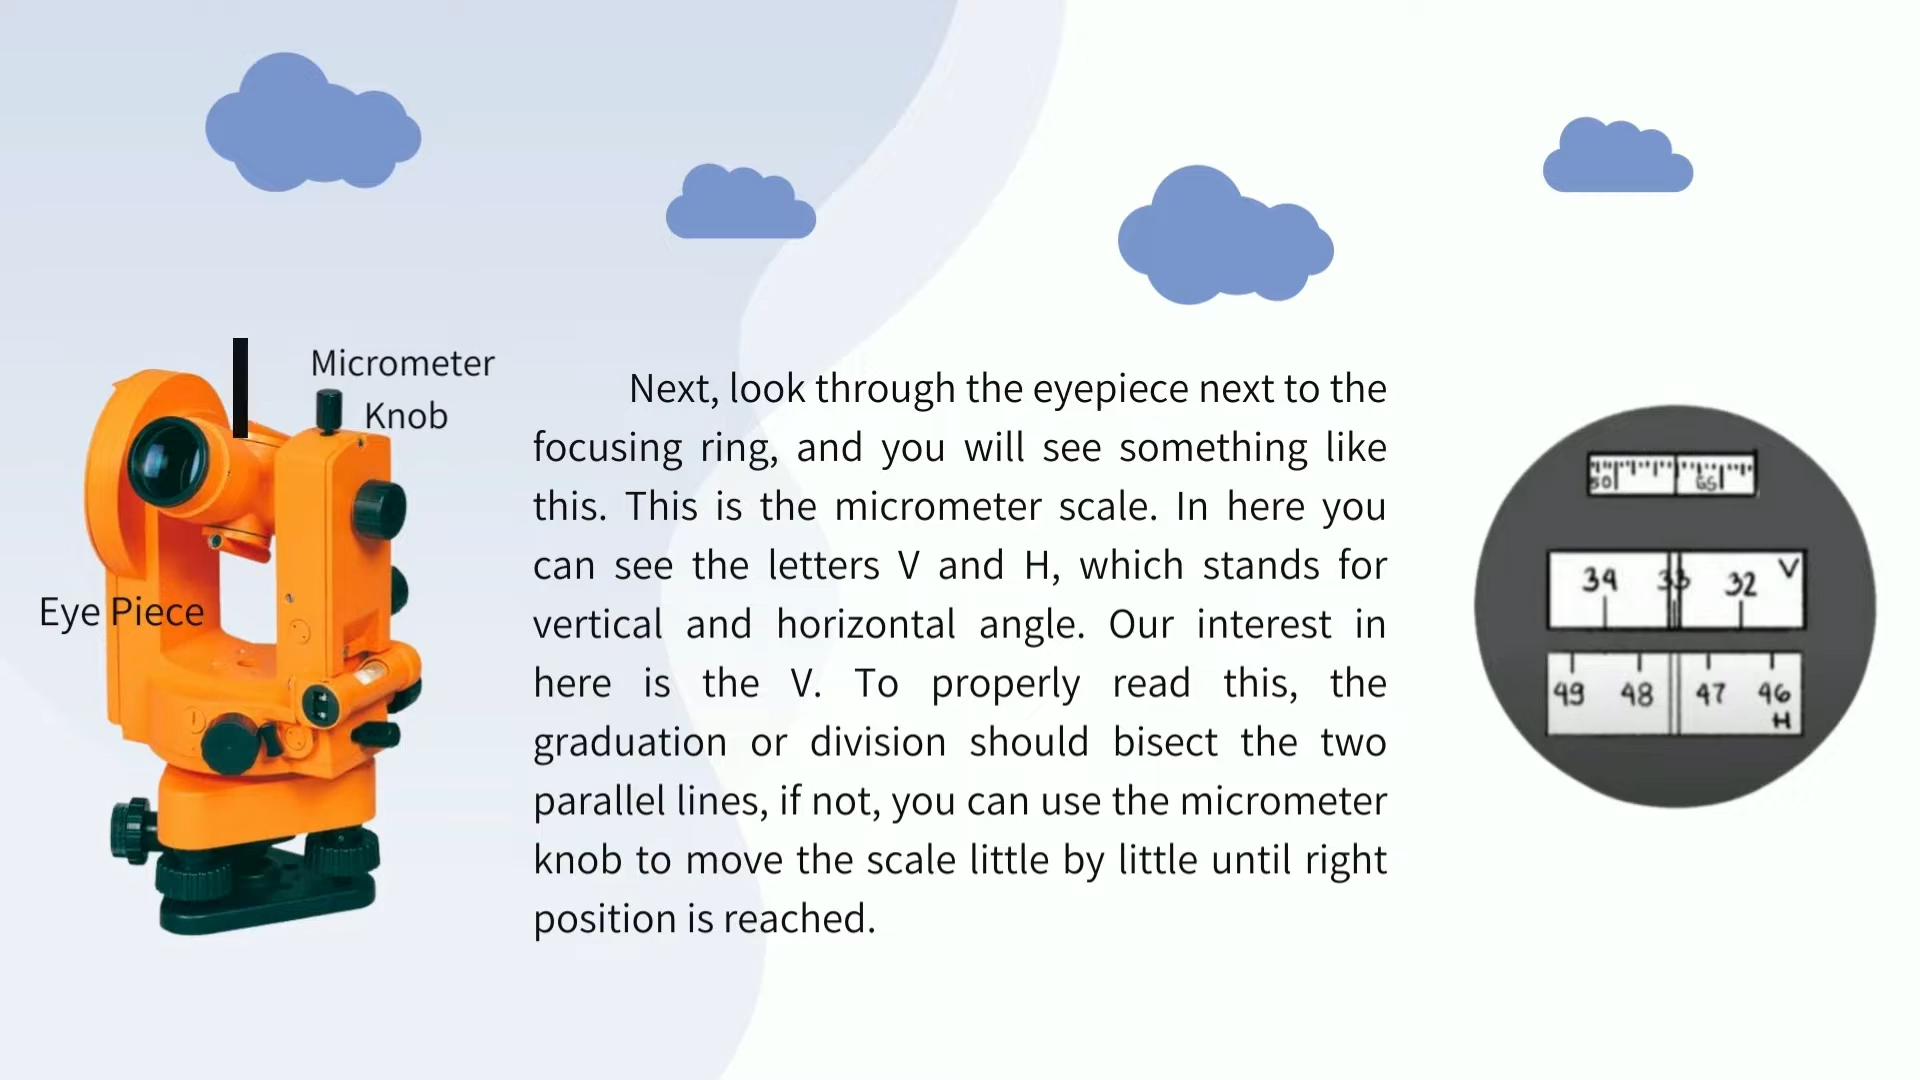 Micrometer
Knob
Eye Piece
Next, look through the eyepiece next to the
focusing ring, and you will see something like
this. This is the micrometer scale. In here you
can see the letters V and H, which stands for
vertical and horizontal angle. Our interest in
here is the V. To properly read this, the
graduation or division should bisect the two
parallel lines, if not, you can use the micrometer
knob to move the scale little by little until right
position is reached.
50 65
34 33 32 V
49 48 47 46
H